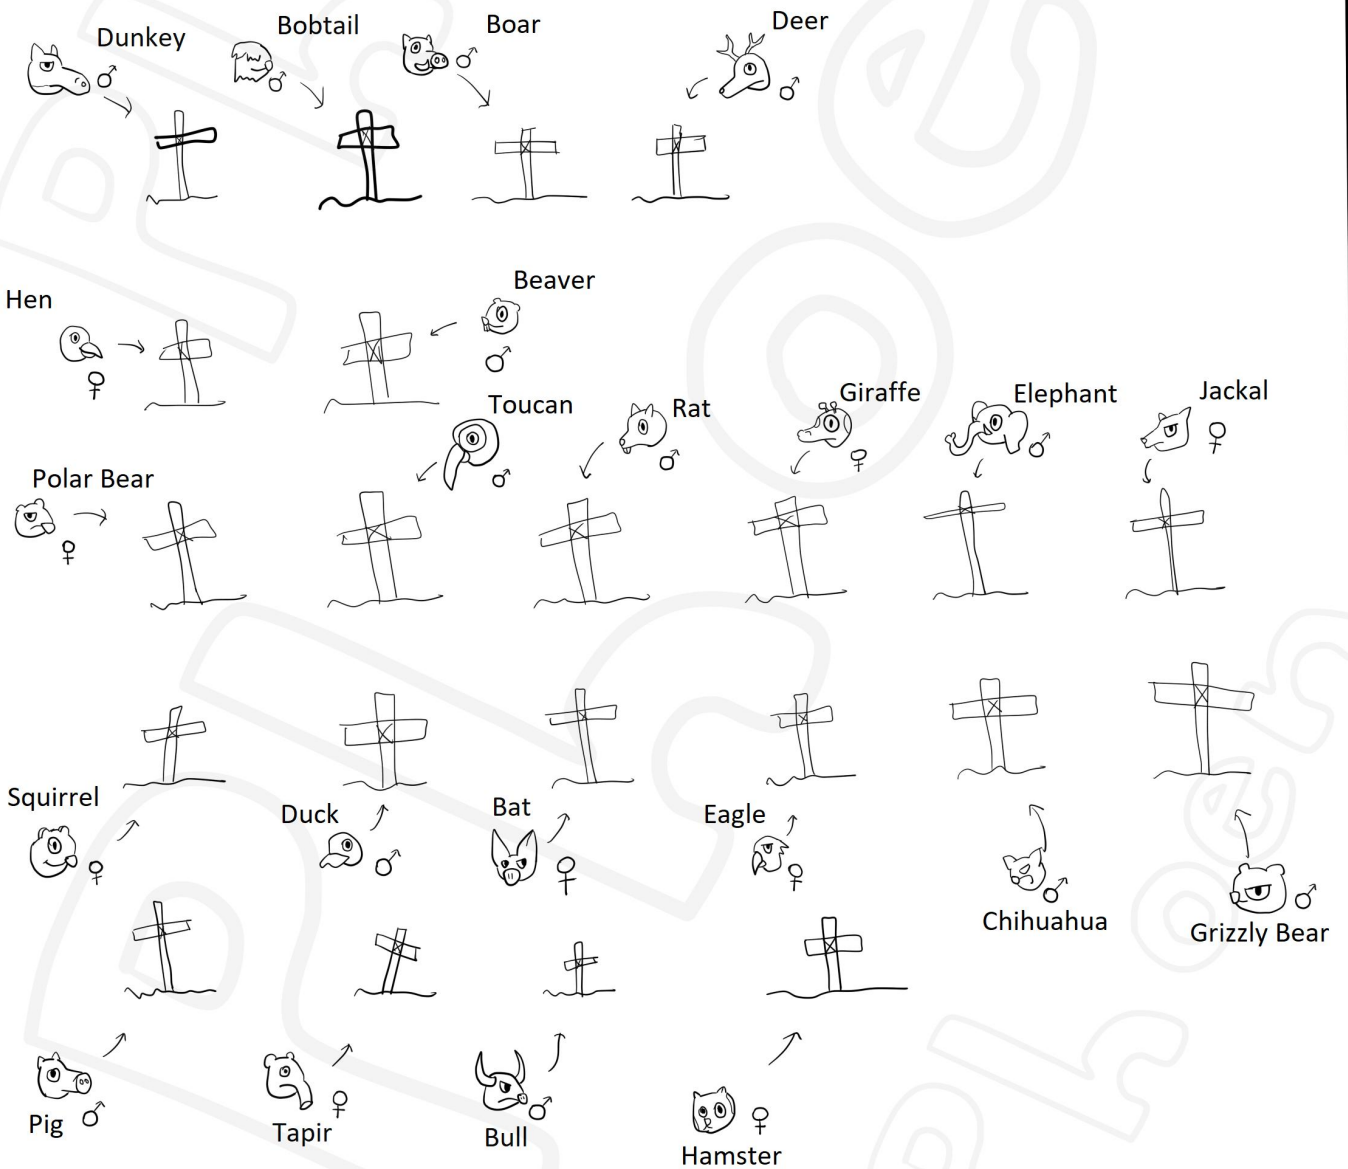 Dunkey
Bobtail
Boar
Deer
Hen
Beaver
Toucan
Rat
Giraffe
Elephant
Jackal
Polar Bear
Squirrel
Duck
Bat
Eagle
Chihuahua
Grizzly Bear
Pig
Tapir
Bull
Hamster